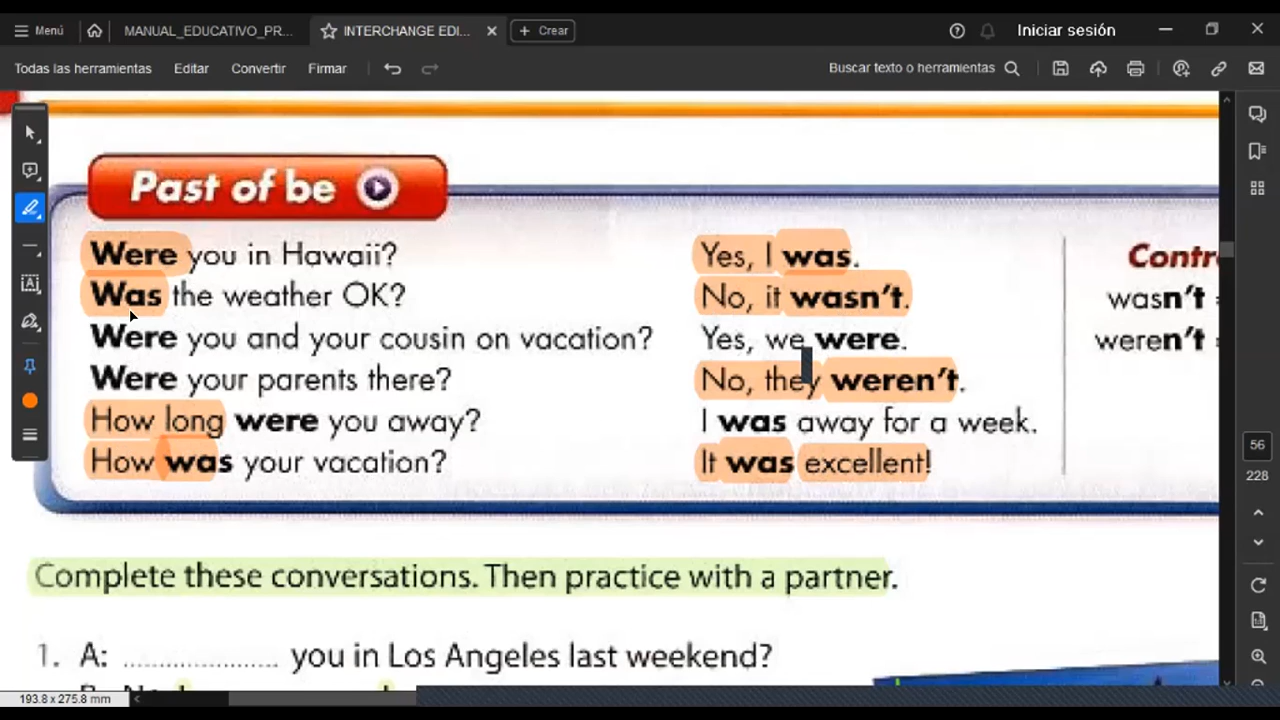 Menú
MANUAL_EDUCATIVO_PR...
INTERCHANGE EDI...
Crear
Iniciar sesión
Todas las herramientas
Editar
Convertir
Firmar
Buscar texto o herramientas
Past of be
Were you in Hawaii?
Was the weather OK?
Were you and your cousin on vacation?
Were your parents there?
How long were you away?
How was your vacation?
Yes, I was.
No, it wasn't.
Yes, we were.
No, they weren't.
I was away for a week.
It was excellent!
Contr
wasn't =
weren't =
56
228
Complete these conversations. Then practice with a partner.
1. A: ..................... you in Los Angeles last weekend?
193.8 x 275.8 mm